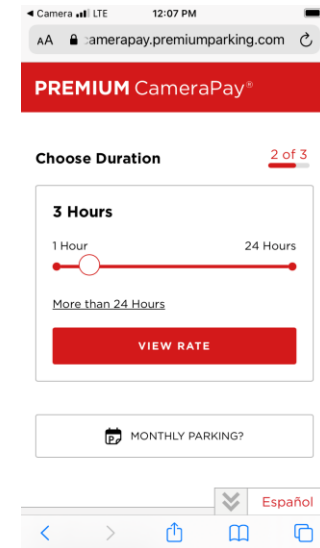 Camera LTE 12:07 PM
AA camerapay.premiumparking.com
PREMIUM CameraPay®
Choose Duration 2 of 3
3 Hours
1 Hour 24 Hours
More than 24 Hours
VIEW RATE
MONTHLY PARKING?
Español